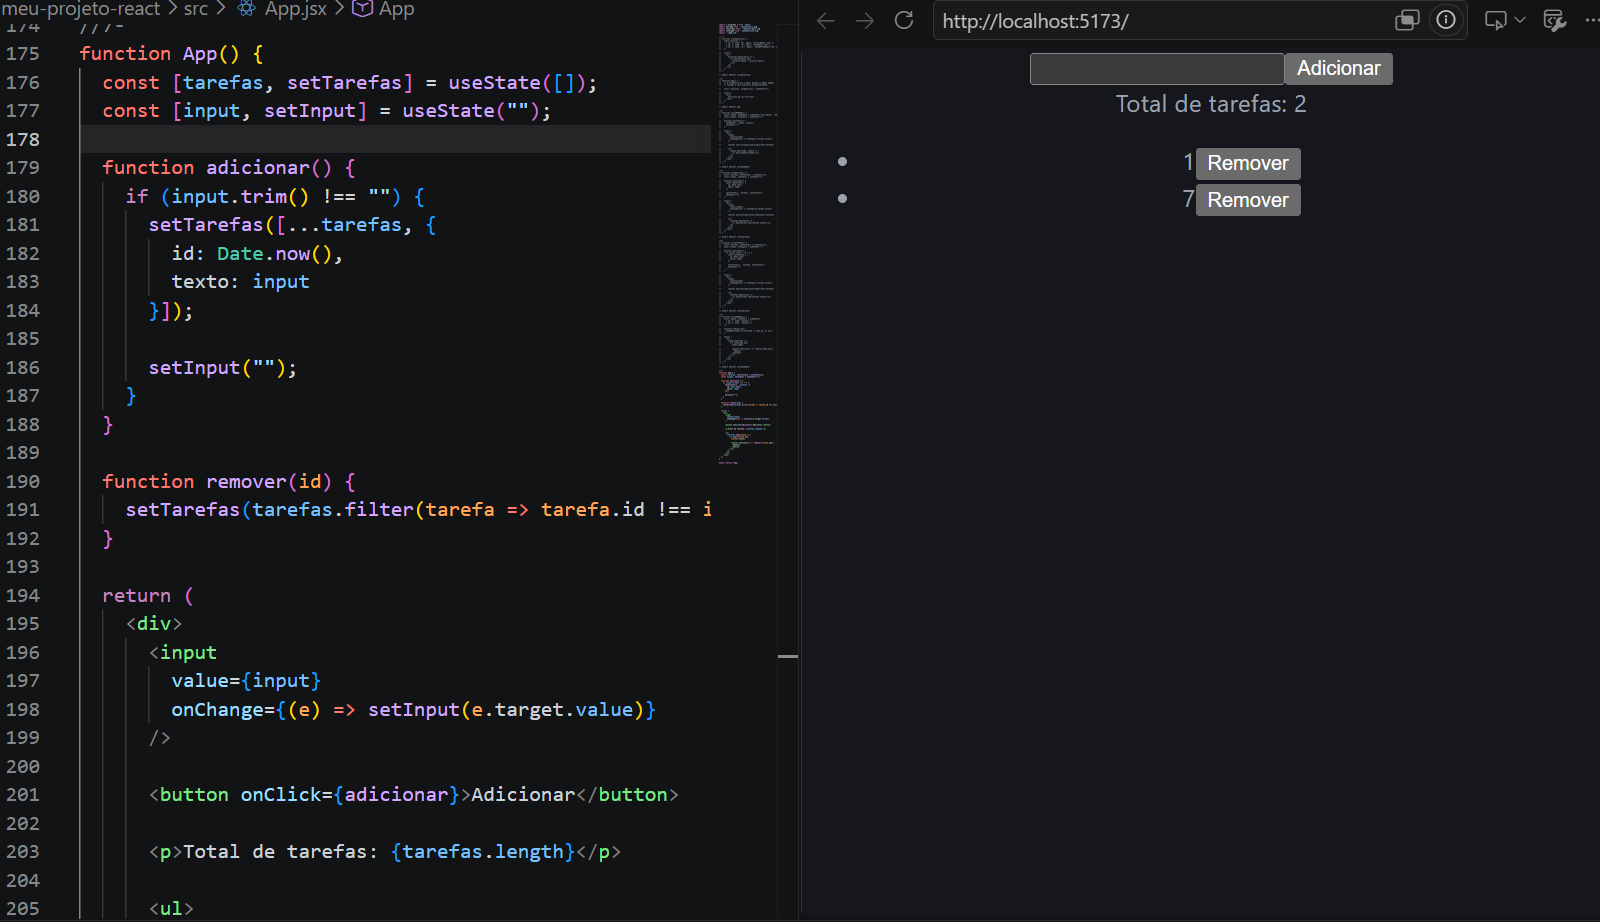 meu-projeto-react > src > App.jsx > App
174 ///-
175 function App() {
176 const [tarefas, setTarefas] = useState([]);
177 const [input, setInput] = useState("");
178
179 function adicionar() {
180 if (input.trim() !== "") {
181 setTarefas([...tarefas, {
182 id: Date.now(),
183 texto: input
184 }]);
185
186 setInput("");
187 }
188 }
189
190 function remover(id) {
191 setTarefas(tarefas.filter(tarefa => tarefa.id !== i
192 }
193
194 return (
195 <div>
196 <input
197 value={input}
198 onChange={(e) => setInput(e.target.value)}
199 />
200
201 <button onClick={adicionar}>Adicionar</button>
202
203 <p>Total de tarefas: {tarefas.length}</p>
204
205 <ul>
http://localhost:5173/
Adicionar
Total de tarefas: 2
1 Remover
7 Remover